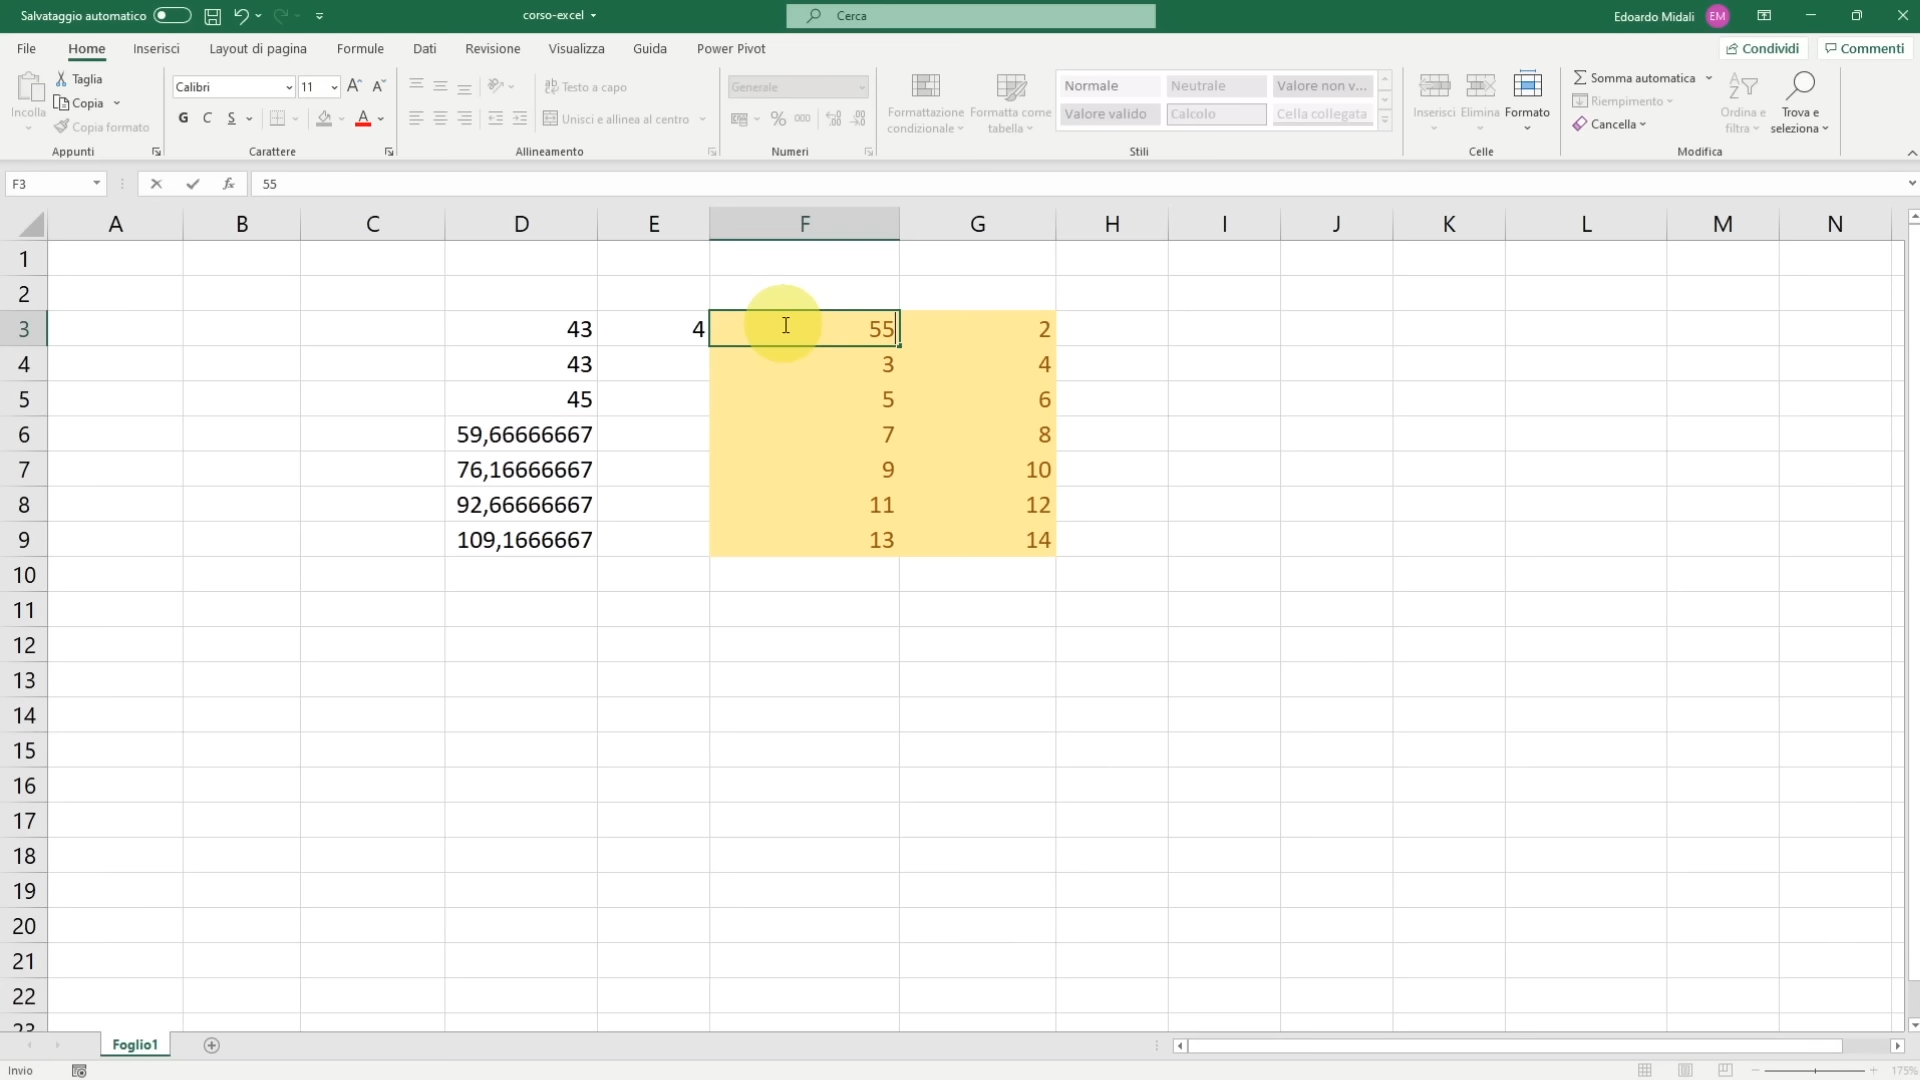 Salvataggio automatico corso-excel Cerca Edoardo Midali EM
File Home Inserisci Layout di pagina Formule Dati Revisione Visualizza Guida Power Pivot Condividi Commenti
Incolla
Taglia
Copia
Copia formato
Appunti
Calibri 11
G C S
Carattere
Testo a capo
Unisci e allinea al centro
Allineamento
Generale
% 000
Numeri
Formattazione condizionale
Formatta come tabella
Normale Neutrale Valore non v...
Valore valido Calcolo Cella collegata
Stili
Inserisci Elimina Formato
Celle
Somma automatica
Riempimento
Cancella
Ordina e filtra
Trova e seleziona
Modifica
F3 fx 55
A B C D E F G H I J K L M N
1
2
3 43 4 55 2
4 43 3 4
5 45 5 6
6 59,66666667 7 8
7 76,16666667 9 10
8 92,66666667 11 12
9 109,1666667 13 14
10
11
12
13
14
15
16
17
18
19
20
21
22
23
Foglio1
Invio 175%